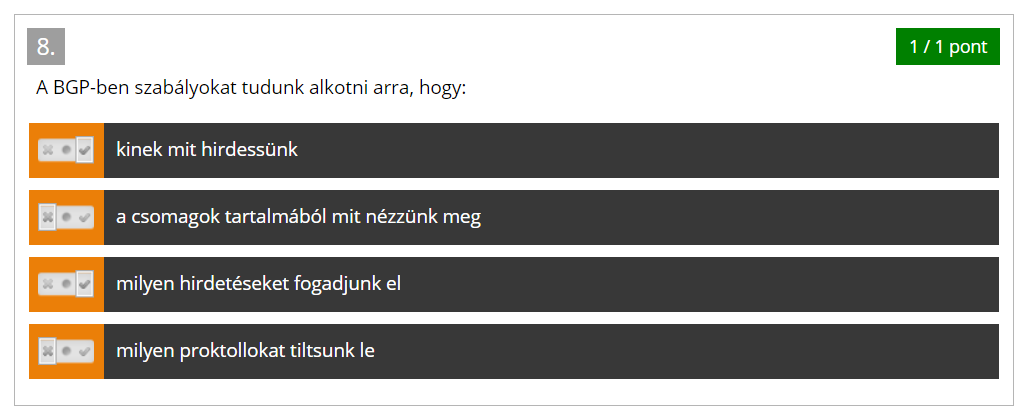 8.
1 / 1 pont
A BGP-ben szabályokat tudunk alkotni arra, hogy:
kinek mit hirdessünk
a csomagok tartalmából mit nézzünk meg
milyen hirdetéseket fogadjunk el
milyen proktollokat tiltsunk le